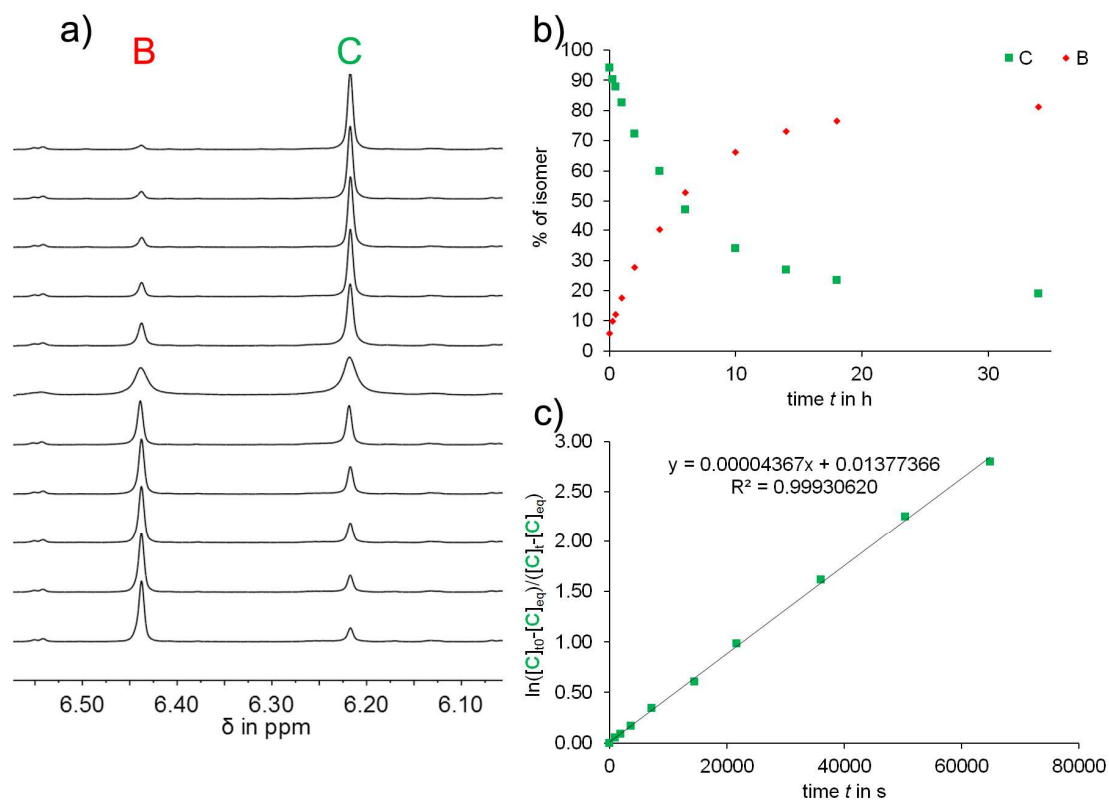 a)
B
C
6.50 6.40 6.30 6.20 6.10
δ in ppm
b)
C B
100
90
80
70
60
50
40
30
20
10
0
% of isomer
0 10 20 30
time t in h
c)
3.00
2.50
2.00
1.50
1.00
0.50
0.00
ln([C]t0-[C]eq)/([C]t-[C]eq)
y = 0.00004367x + 0.01377366
R² = 0.99930620
0 20000 40000 60000 80000
time t in s